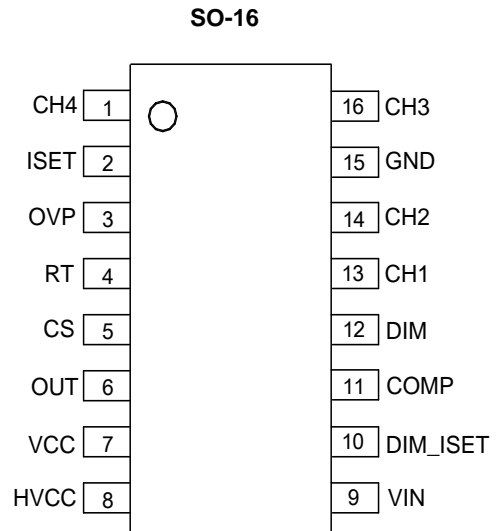 SO-16
CH4 1 16 CH3
ISET 2 15 GND
OVP 3 14 CH2
RT 4 13 CH1
CS 5 12 DIM
OUT 6 11 COMP
VCC 7 10 DIM_ISET
HVCC 8 9 VIN